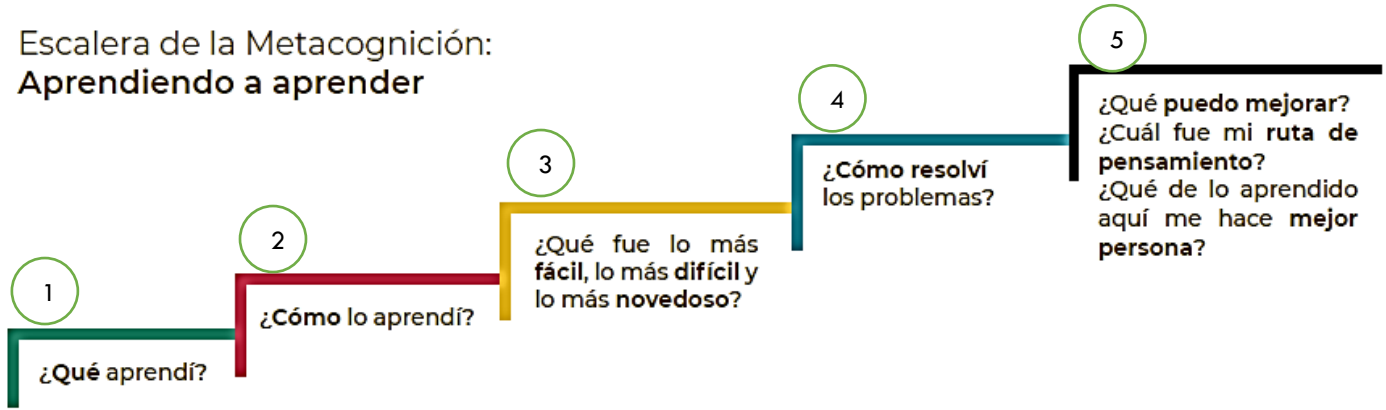 Escalera de la Metacognición:
Aprendiendo a aprender
1
¿Qué aprendí?
2
¿Cómo lo aprendí?
3
¿Qué fue lo más
fácil, lo más difícil y
lo más novedoso?
4
¿Cómo resolví
los problemas?
5
¿Qué puedo mejorar?
¿Cuál fue mi ruta de
pensamiento?
¿Qué de lo aprendido
aquí me hace mejor
persona?